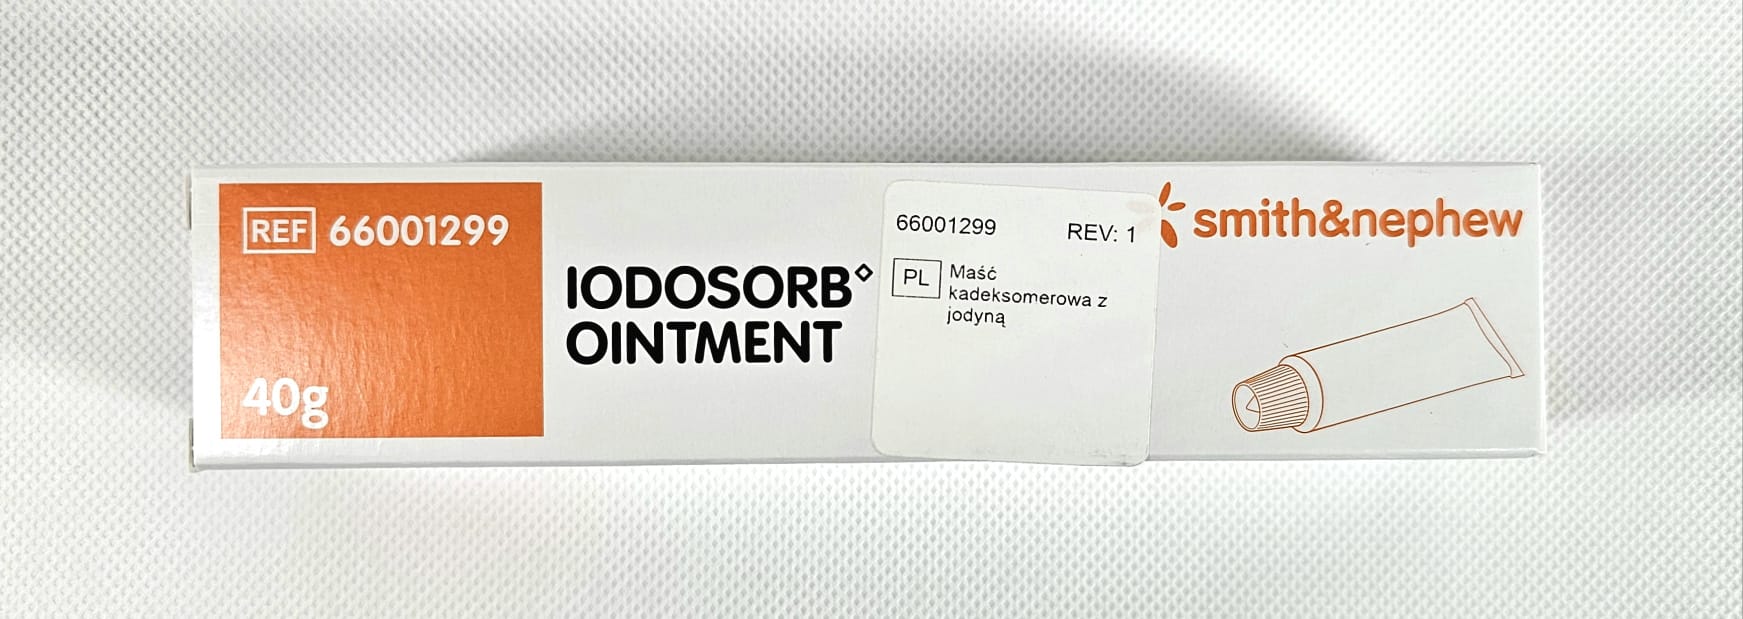 REF 66001299
40g
IODOSORB◇
OINTMENT
66001299 REV: 1
PL Maść
kadeksomerowa z
jodyną
smith&nephew